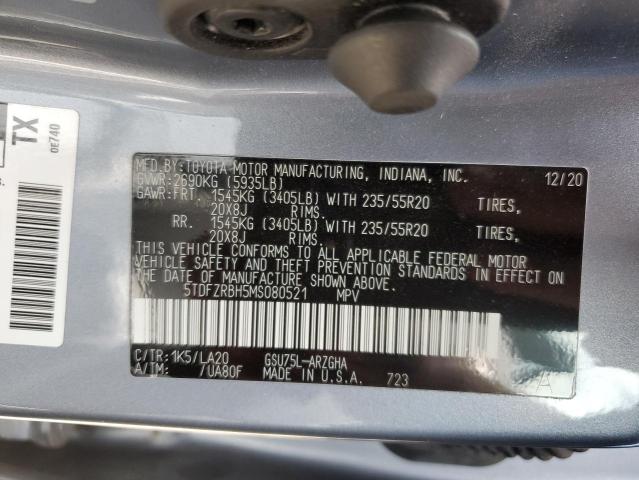 TX
0E740
MFD.BY:TOYOTA MOTOR MANUFACTURING, INDIANA, INC. 12/20
GVWR:2690KG (5935LB)
GAWR:FRT. 1545KG (3405LB) WITH 235/55R20 TIRES,
20X8J RIMS.
RR. 1545KG (3405LB) WITH 235/55R20 TIRES,
20X8J RIMS.
THIS VEHICLE CONFORMS TO ALL APPLICABLE FEDERAL MOTOR
VEHICLE SAFETY AND THEFT PREVENTION STANDARDS IN EFFECT ON
THE DATE OF MANUFACTURE SHOWN ABOVE.
5TDFZRBH5MS080521 MPV
C/TR:1K5/LA20 GSU75L-ARZGHA
A/TM: /UA80F MADE IN U.S.A. 723 A